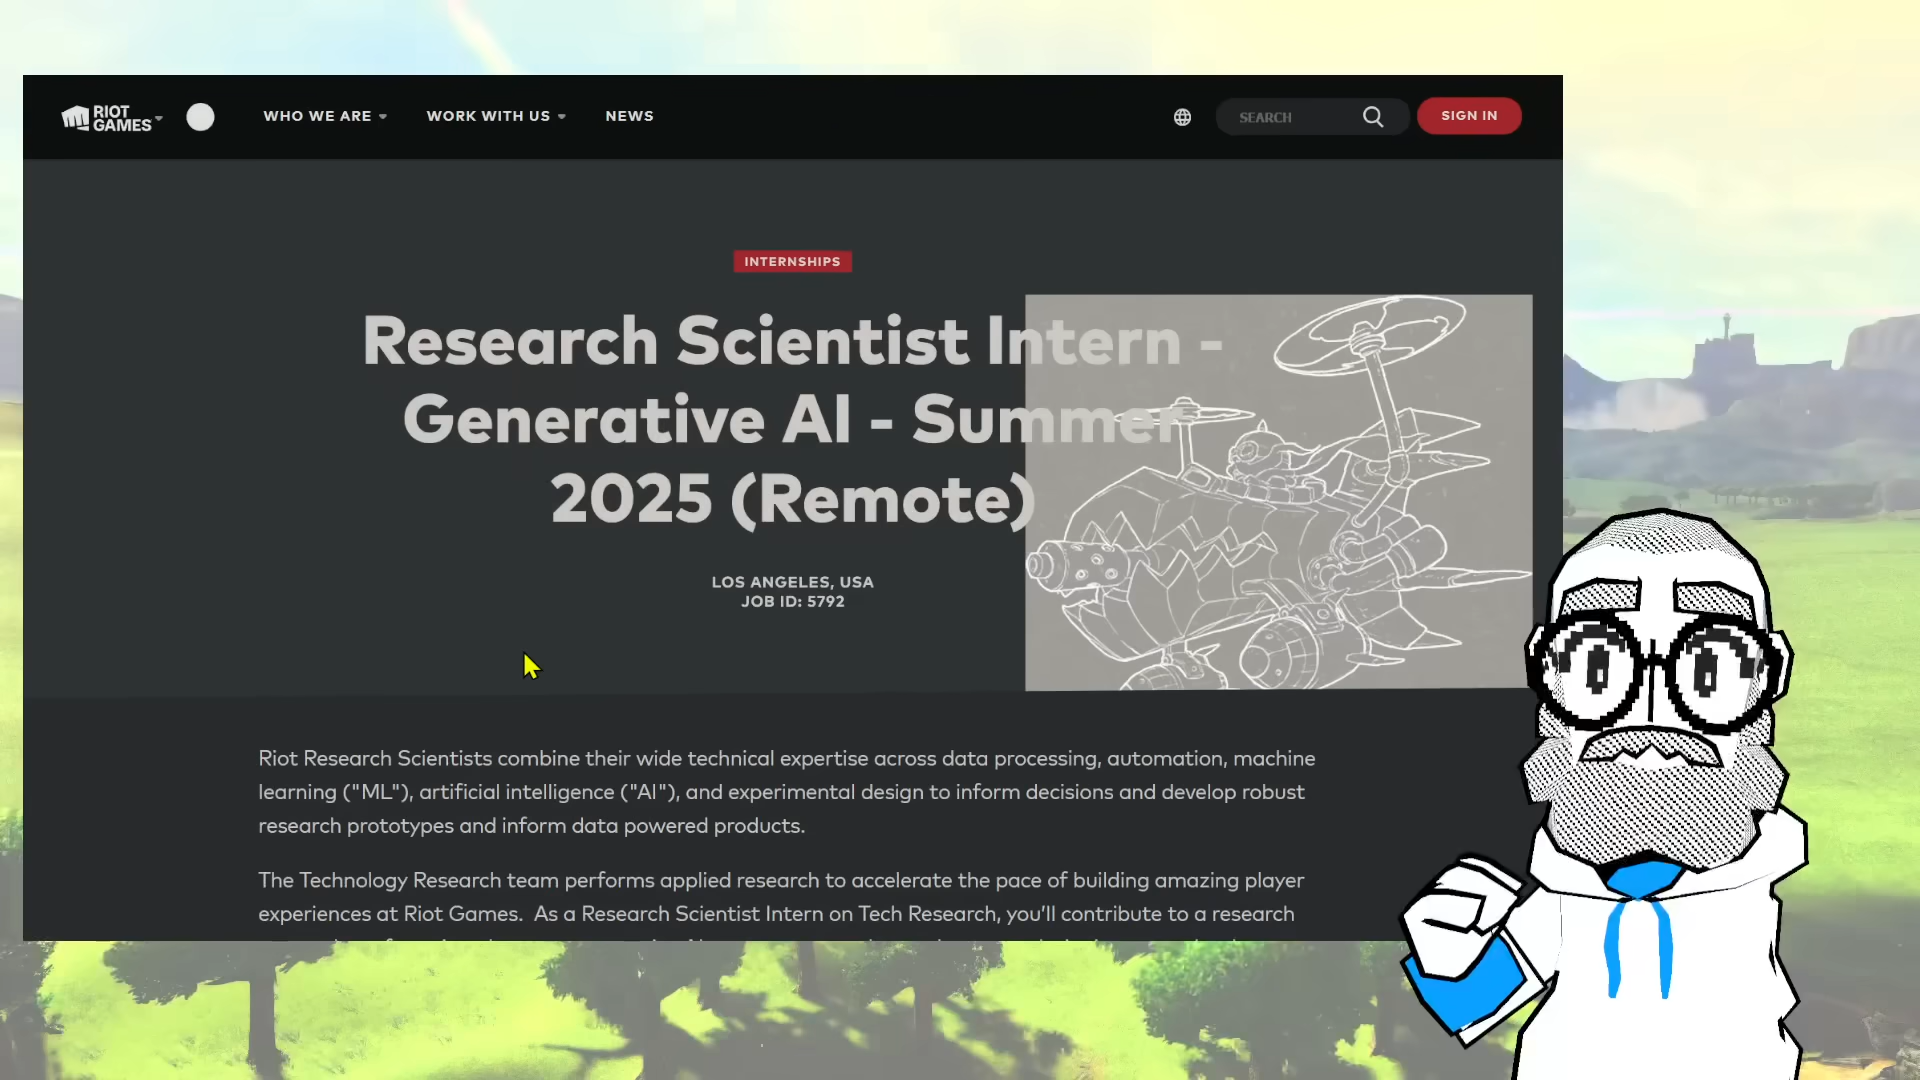 RIOT GAMES
WHO WE ARE
WORK WITH US
NEWS
SEARCH
SIGN IN
INTERNSHIPS
Research Scientist Intern -
Generative AI - Summer
2025 (Remote)
LOS ANGELES, USA
JOB ID: 5792
Riot Research Scientists combine their wide technical expertise across data processing, automation, machine
learning ("ML"), artificial intelligence ("AI"), and experimental design to inform decisions and develop robust
research prototypes and inform data powered products.
The Technology Research team performs applied research to accelerate the pace of building amazing player
experiences at Riot Games.  As a Research Scientist Intern on Tech Research, you’ll contribute to a research